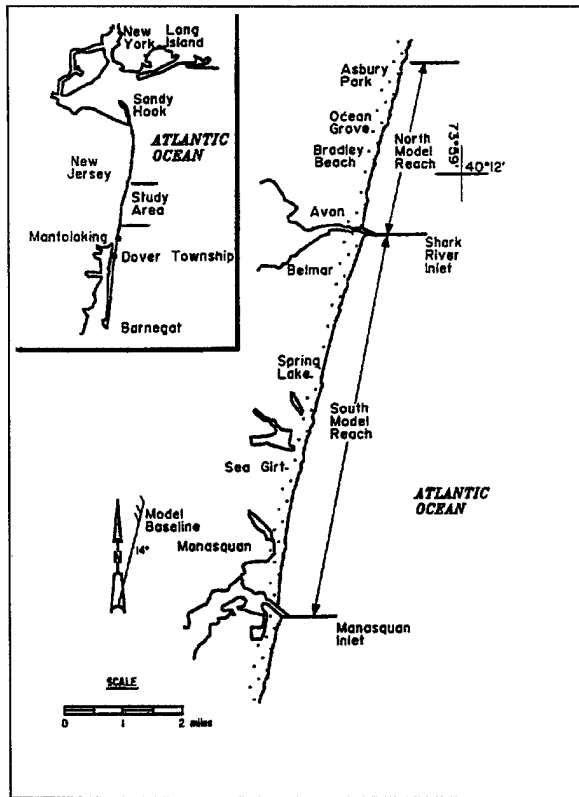 New
York
Long
Island
Sandy
Hook
ATLANTIC
OCEAN
New
Jersey
Study
Area
Mantoloking
Dover Township
Barnegat
Asbury
Park
Ocean
Grove
Bradley
Beach
North
Model
Reach
73°59'
40°12'
Avon
Shark
River
Inlet
Belmar
Spring
Lake
South
Model
Reach
Sea Girt
ATLANTIC
OCEAN
Model
Baseline
N
14°
Manasquan
Manasquan
Inlet
SCALE
0 1 2 miles